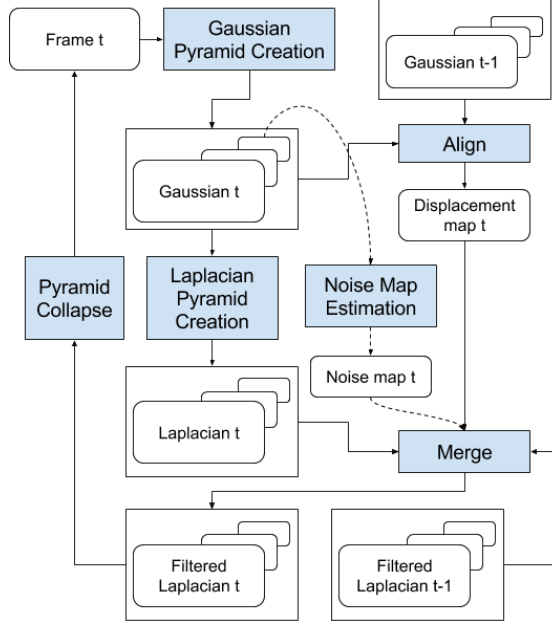 Frame t
Gaussian
Pyramid Creation
Gaussian t-1
Align
Gaussian t
Displacement
map t
Pyramid
Collapse
Laplacian
Pyramid
Creation
Noise Map
Estimation
Noise map t
Laplacian t
Merge
Filtered
Laplacian t
Filtered
Laplacian t-1